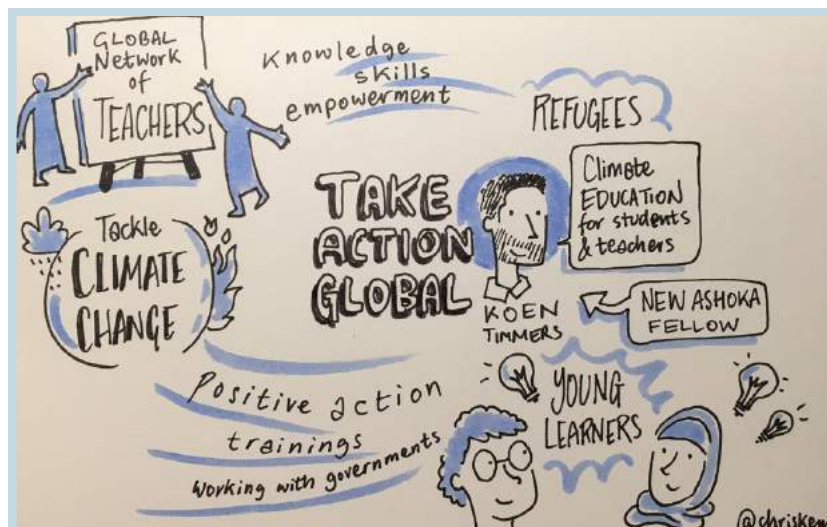 GLOBAL
Network
of
TEACHERS
Knowledge
skills
empowerment
REFUGEES
TAKE
ACTION
GLOBAL
Climate
EDUCATION
for students
& teachers
KOEN
TIMMERS
NEW ASHOKA
FELLOW
Tackle
CLIMATE
CHANGE
Positive action
trainings
Working with governments
YOUNG
LEARNERS